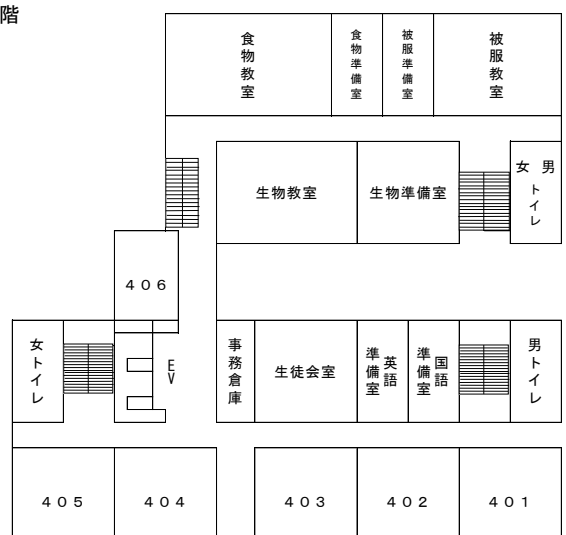 階
食物教室
食物準備室
被服準備室
被服教室
生物教室
生物準備室
女 男
トイレ
４０６
女トイレ
EV
事務倉庫
生徒会室
英語
準備室
国語
準備室
男トイレ
４０５
４０４
４０３
４０２
４０１